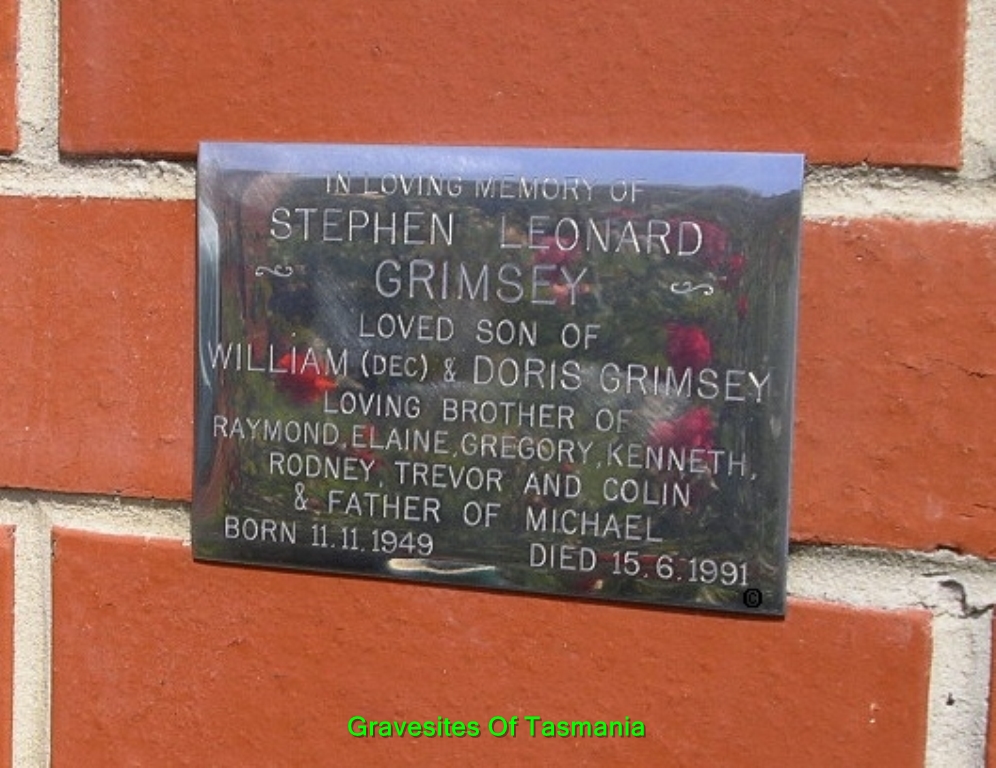 IN LOVING MEMORY OF
STEPHEN LEONARD
GRIMSEY
LOVED SON OF
WILLIAM (DEC) & DORIS GRIMSEY
LOVING BROTHER OF
RAYMOND, ELAINE, GREGORY, KENNETH,
RODNEY, TREVOR AND COLIN
& FATHER OF MICHAEL
BORN 11.11.1949 DIED 15.6.1991
©
Gravesites Of Tasmania